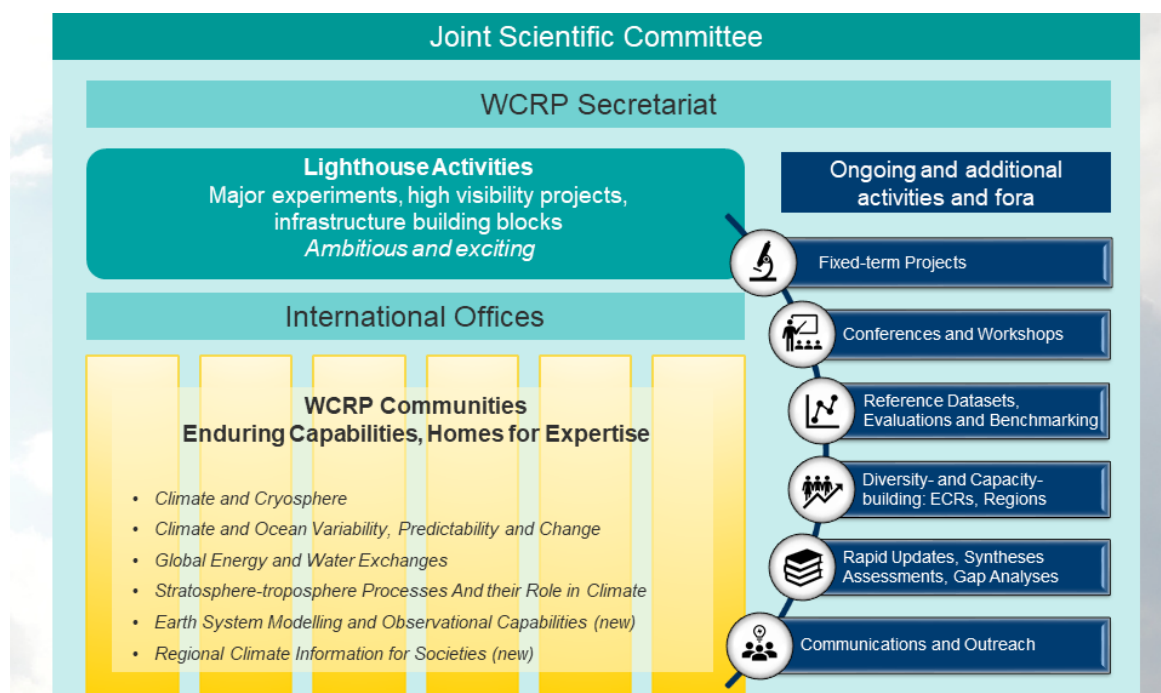 Joint Scientific Committee
WCRP Secretariat
Lighthouse Activities
Major experiments, high visibility projects,
infrastructure building blocks
Ambitious and exciting
International Offices
WCRP Communities
Enduring Capabilities, Homes for Expertise
• Climate and Cryosphere
• Climate and Ocean Variability, Predictability and Change
• Global Energy and Water Exchanges
• Stratosphere-troposphere Processes And their Role in Climate
• Earth System Modelling and Observational Capabilities (new)
• Regional Climate Information for Societies (new)
Ongoing and additional
activities and fora
Fixed-term Projects
Conferences and Workshops
Reference Datasets,
Evaluations and Benchmarking
Diversity- and Capacity-
building: ECRs, Regions
Rapid Updates, Syntheses
Assessments, Gap Analyses
Communications and Outreach